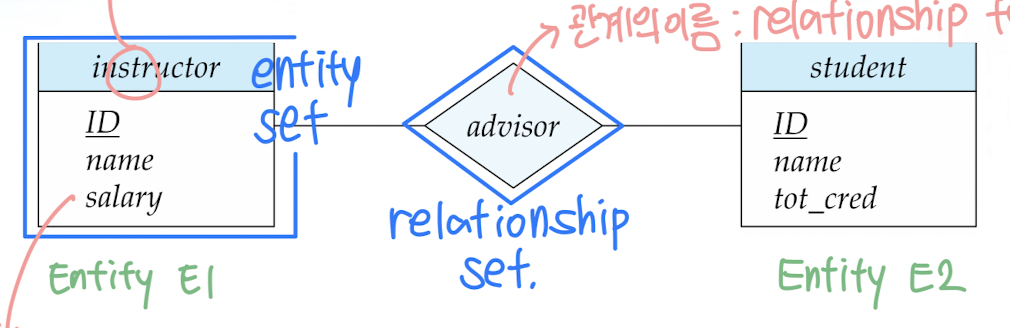 관계의이름 : relationship
instructor
ID
name
salary
entity
set
advisor
relationship
set.
student
ID
name
tot_cred
Entity E1
Entity E2